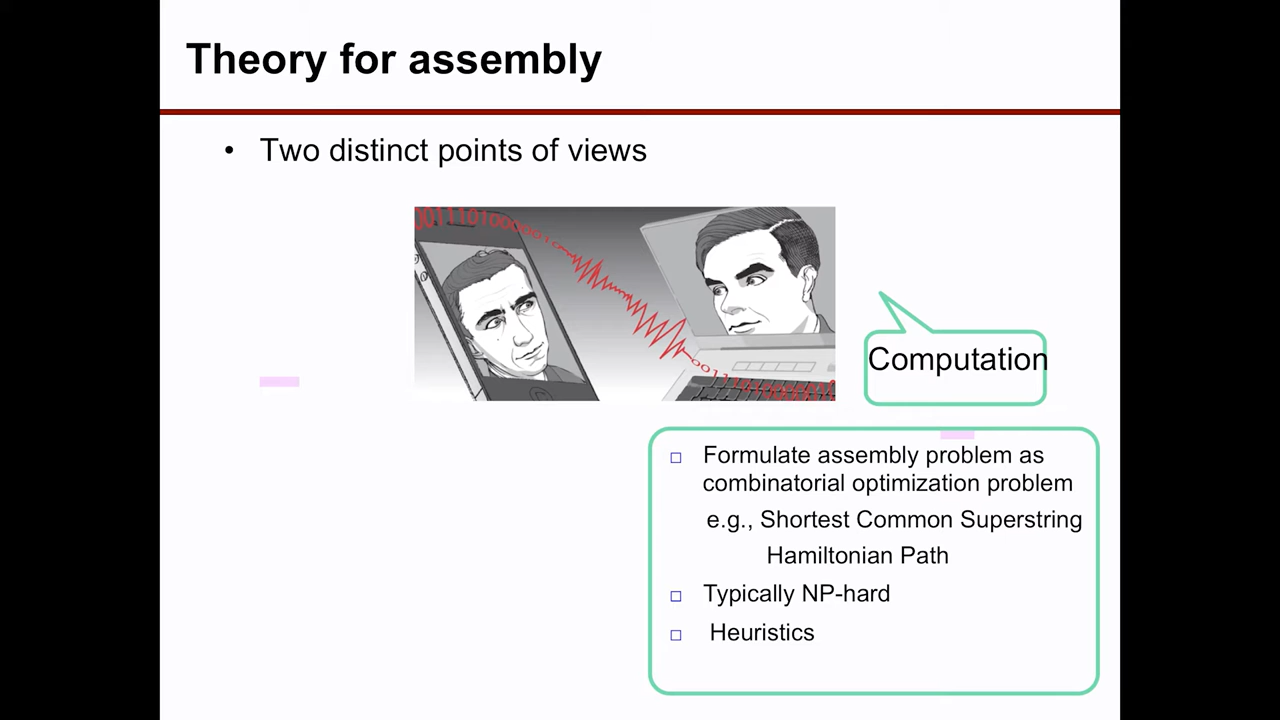 Theory for assembly
• Two distinct points of views
Computation
Formulate assembly problem as
combinatorial optimization problem
e.g., Shortest Common Superstring
Hamiltonian Path
Typically NP-hard
Heuristics